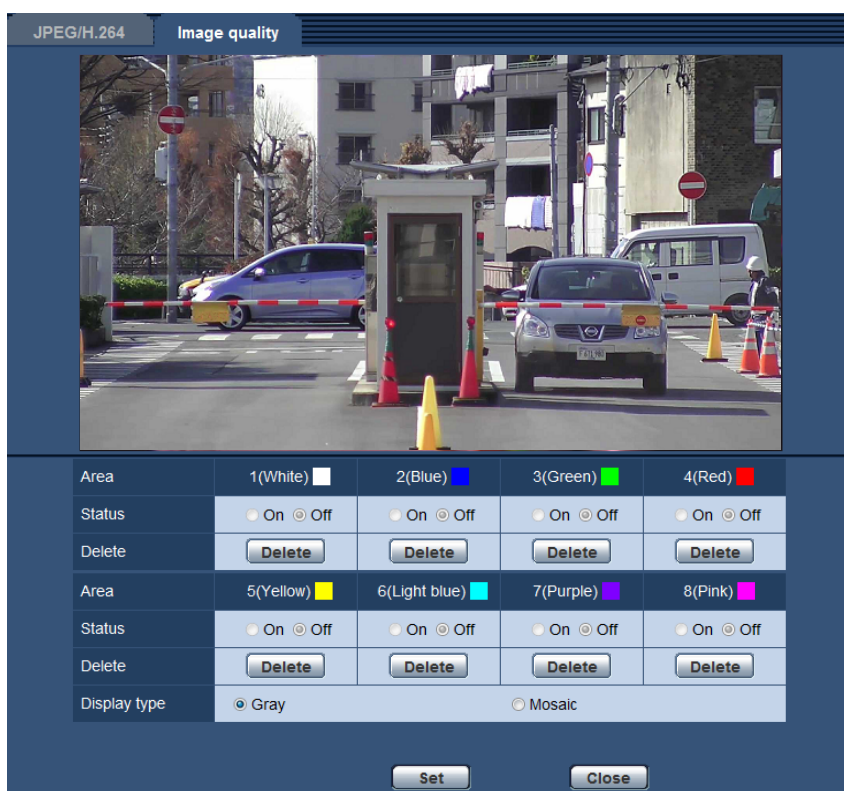 JPEG/H.264 Image quality
Area 1(White) 2(Blue) 3(Green) 4(Red)
Status On Off On Off On Off On Off
Delete Delete Delete Delete Delete
Area 5(Yellow) 6(Light blue) 7(Purple) 8(Pink)
Status On Off On Off On Off On Off
Delete Delete Delete Delete Delete
Display type Gray Mosaic
Set Close